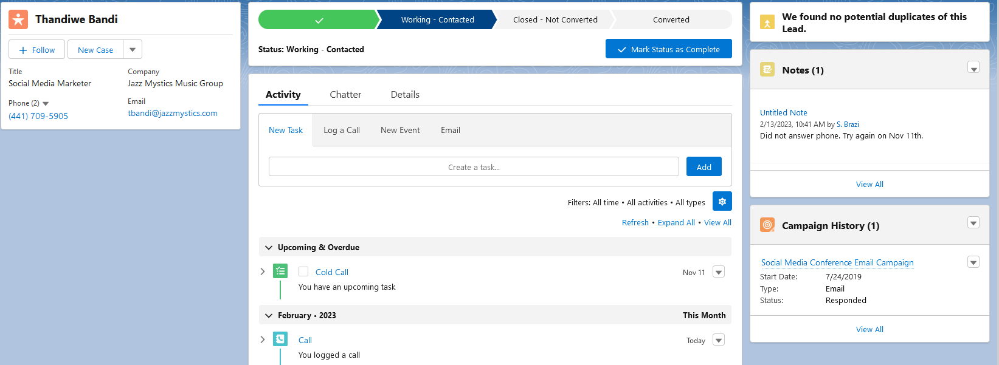 Thandiwe Bandi
Follow
New Case
Title
Social Media Marketer
Company
Jazz Mystics Music Group
Phone (2)
(441) 709-5905
Email
tbandi@jazzmystics.com
Working - Contacted
Closed - Not Converted
Converted
Status: Working - Contacted
Mark Status as Complete
Activity
Chatter
Details
New Task
Log a Call
New Event
Email
Create a task...
Add
Filters: All time • All activities • All types
Refresh • Expand All • View All
Upcoming & Overdue
Cold Call
Nov 11
You have an upcoming task
February • 2023
This Month
Call
Today
You logged a call
We found no potential duplicates of this
Lead.
Notes (1)
Untitled Note
2/13/2023, 10:41 AM by S. Brazi
Did not answer phone. Try again on Nov 11th.
View All
Campaign History (1)
Social Media Conference Email Campaign
Start Date: 7/24/2019
Type: Email
Status: Responded
View All